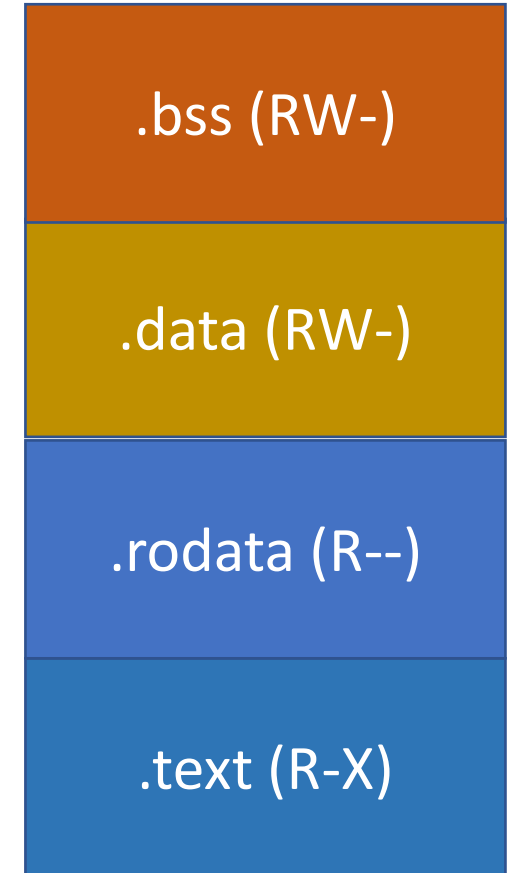 .bss (RW-)
.data (RW-)
.rodata (R--)
.text (R-X)